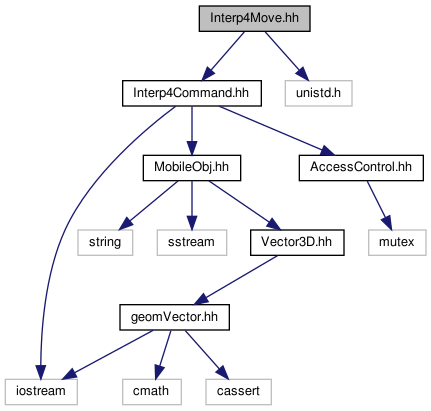 Interp4Move.hh
Interp4Command.hh
unistd.h
MobileObj.hh
AccessControl.hh
string
sstream
Vector3D.hh
mutex
geomVector.hh
iostream
cmath
cassert